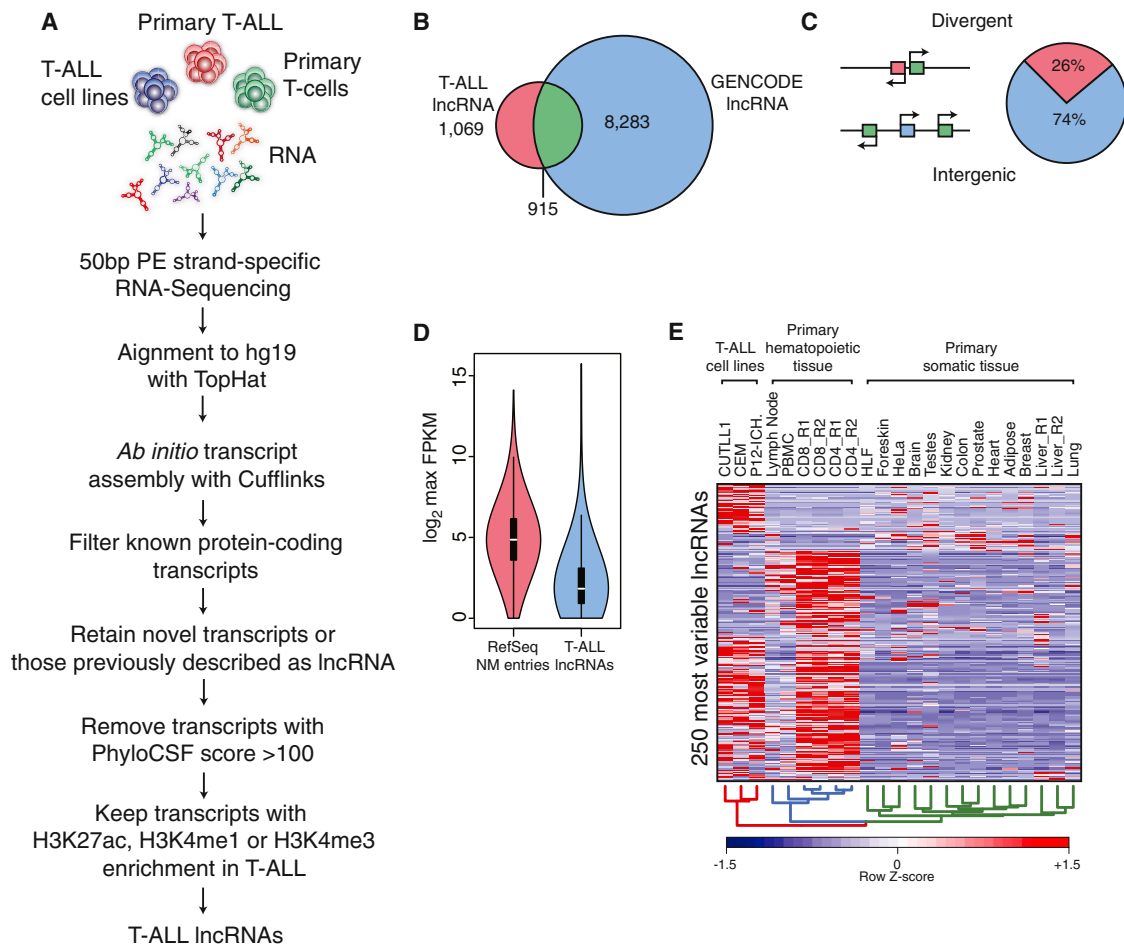 A
Primary T-ALL
T-ALL
cell lines
Primary
T-cells
RNA
50bp PE strand-specific
RNA-Sequencing
Aignment to hg19
with TopHat
Ab initio transcript
assembly with Cufflinks
Filter known protein-coding
transcripts
Retain novel transcripts or
those previously described as lncRNA
Remove transcripts with
PhyloCSF score >100
Keep transcripts with
H3K27ac, H3K4me1 or H3K4me3
enrichment in T-ALL
T-ALL lncRNAs
B
T-ALL
lncRNA
1,069
8,283
GENCODE
lncRNA
915
C
Divergent
26%
74%
Intergenic
D
log2 max FPKM
15
10
5
0
RefSeq
NM entries
T-ALL
lncRNAs
E
T-ALL
cell lines
Primary
hematopoietic
tissue
Primary
somatic tissue
CUTLL1
CEM
P12-ICH.
Lymph Node
PBMC
CD8_R1
CD8_R2
CD4_R1
CD4_R2
HLF
Foreskin
HeLa
Brain
Testes
Kidney
Colon
Prostate
Heart
Adipose
Breast
Liver_R1
Liver_R2
Lung
250 most variable lncRNAs
-1.5
0
+1.5
Row Z-score